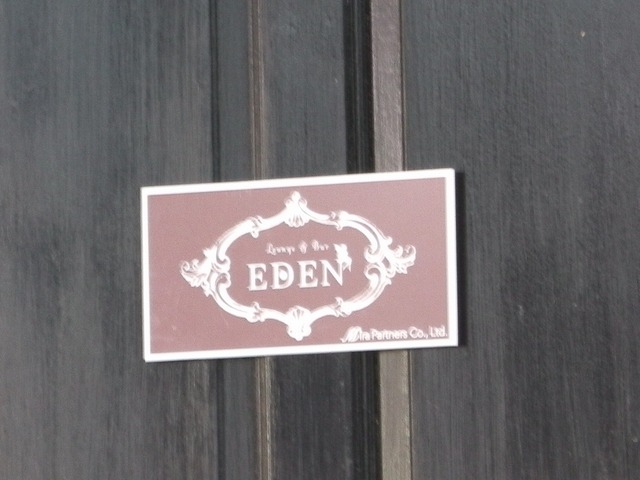 Lounge & Bar
EDEN
Partners Co., Ltd.